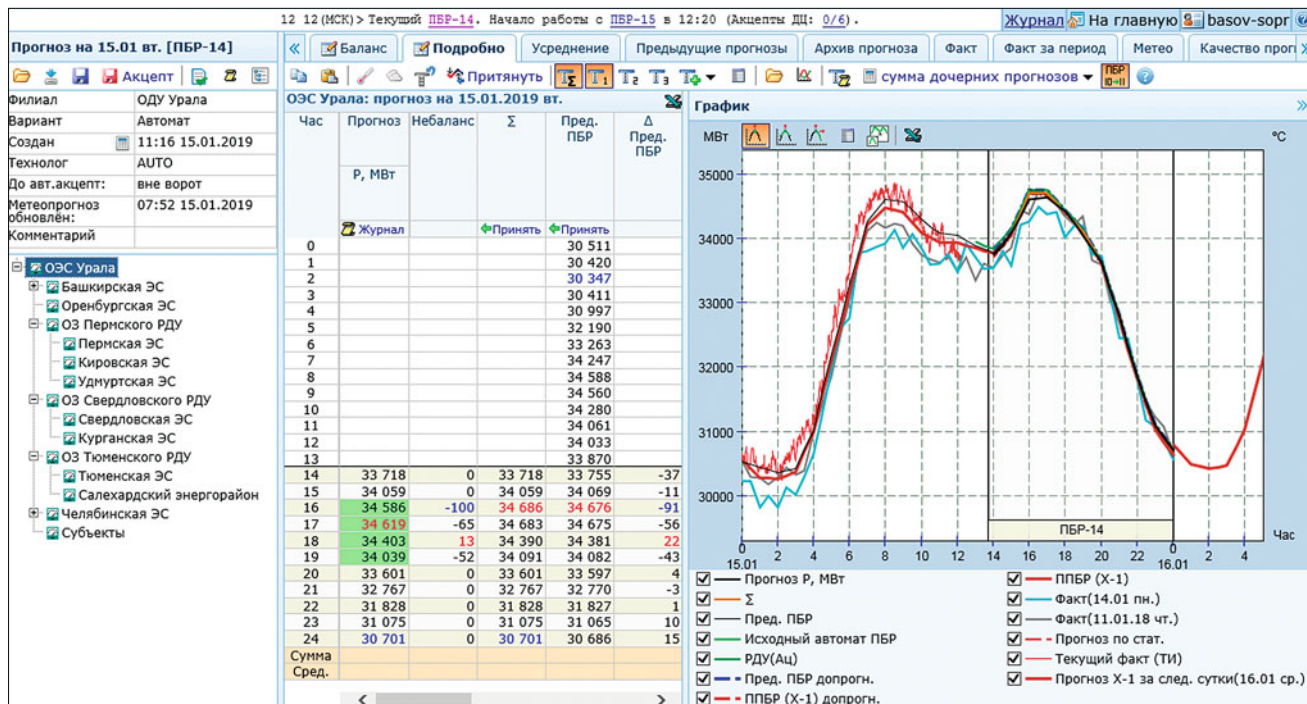 12 12(МСК)> Текущий ПБР-14. Начало работы с ПБР-15 в 12:20 (Акцепты ДЦ: 0/6).
Журнал На главную basov-sopr
Прогноз на 15.01 вт. [ПБР-14]
« Баланс Подробно Усреднение Предыдущие прогнозы Архив прогноза Факт Факт за период Метео Качество прог
Акцепт
Притянуть TΣ T1 T2 T3 сумма дочерних прогнозов ПБР 10→11
Филиал ОДУ Урала
Вариант Автомат
Создан 11:16 15.01.2019
Технолог AUTO
До авт.акцепт: вне ворот
Метеопрогноз обновлён: 07:52 15.01.2019
Комментарий
ОЭС Урала
Башкирская ЭС
Оренбургская ЭС
ОЗ Пермского РДУ
Пермская ЭС
Кировская ЭС
Удмуртская ЭС
ОЗ Свердловского РДУ
Свердловская ЭС
Курганская ЭС
ОЗ Тюменского РДУ
Тюменская ЭС
Салехардский энергорайон
Челябинская ЭС
Субъекты
ОЭС Урала: прогноз на 15.01.2019 вт.
Час Прогноз Небаланс Σ Пред. ПБР Δ Пред. ПБР
P, МВт
Журнал Принять Принять
0 30 511
1 30 420
2 30 347
3 30 411
4 30 997
5 32 190
6 33 263
7 34 247
8 34 588
9 34 560
10 34 280
11 34 061
12 34 033
13 33 870
14 33 718 0 33 718 33 755 -37
15 34 059 0 34 059 34 069 -11
16 34 586 -100 34 686 34 676 -91
17 34 619 -65 34 683 34 675 -56
18 34 403 13 34 390 34 381 22
19 34 039 -52 34 091 34 082 -43
20 33 601 0 33 601 33 597 4
21 32 767 0 32 767 32 770 -3
22 31 828 0 31 828 31 827 1
23 31 075 0 31 075 31 065 10
24 30 701 0 30 701 30 686 15
Сумма
Сред.
График »
МВт °C
35000
34000
33000
32000
31000
30000
ПБР-14
Час
0 2 4 6 8 10 12 14 16 18 20 22 0 2 4
15.01 16.01
Прогноз P, МВт
Σ
Пред. ПБР
Исходный автомат ПБР
РДУ(Ац)
Пред. ПБР допрогн.
ППБР (X-1) допрогн.
ППБР (X-1)
Факт(14.01 пн.)
Факт(11.01.18 чт.)
Прогноз по стат.
Текущий факт (ТИ)
Прогноз X-1 за след. сутки(16.01 ср.)